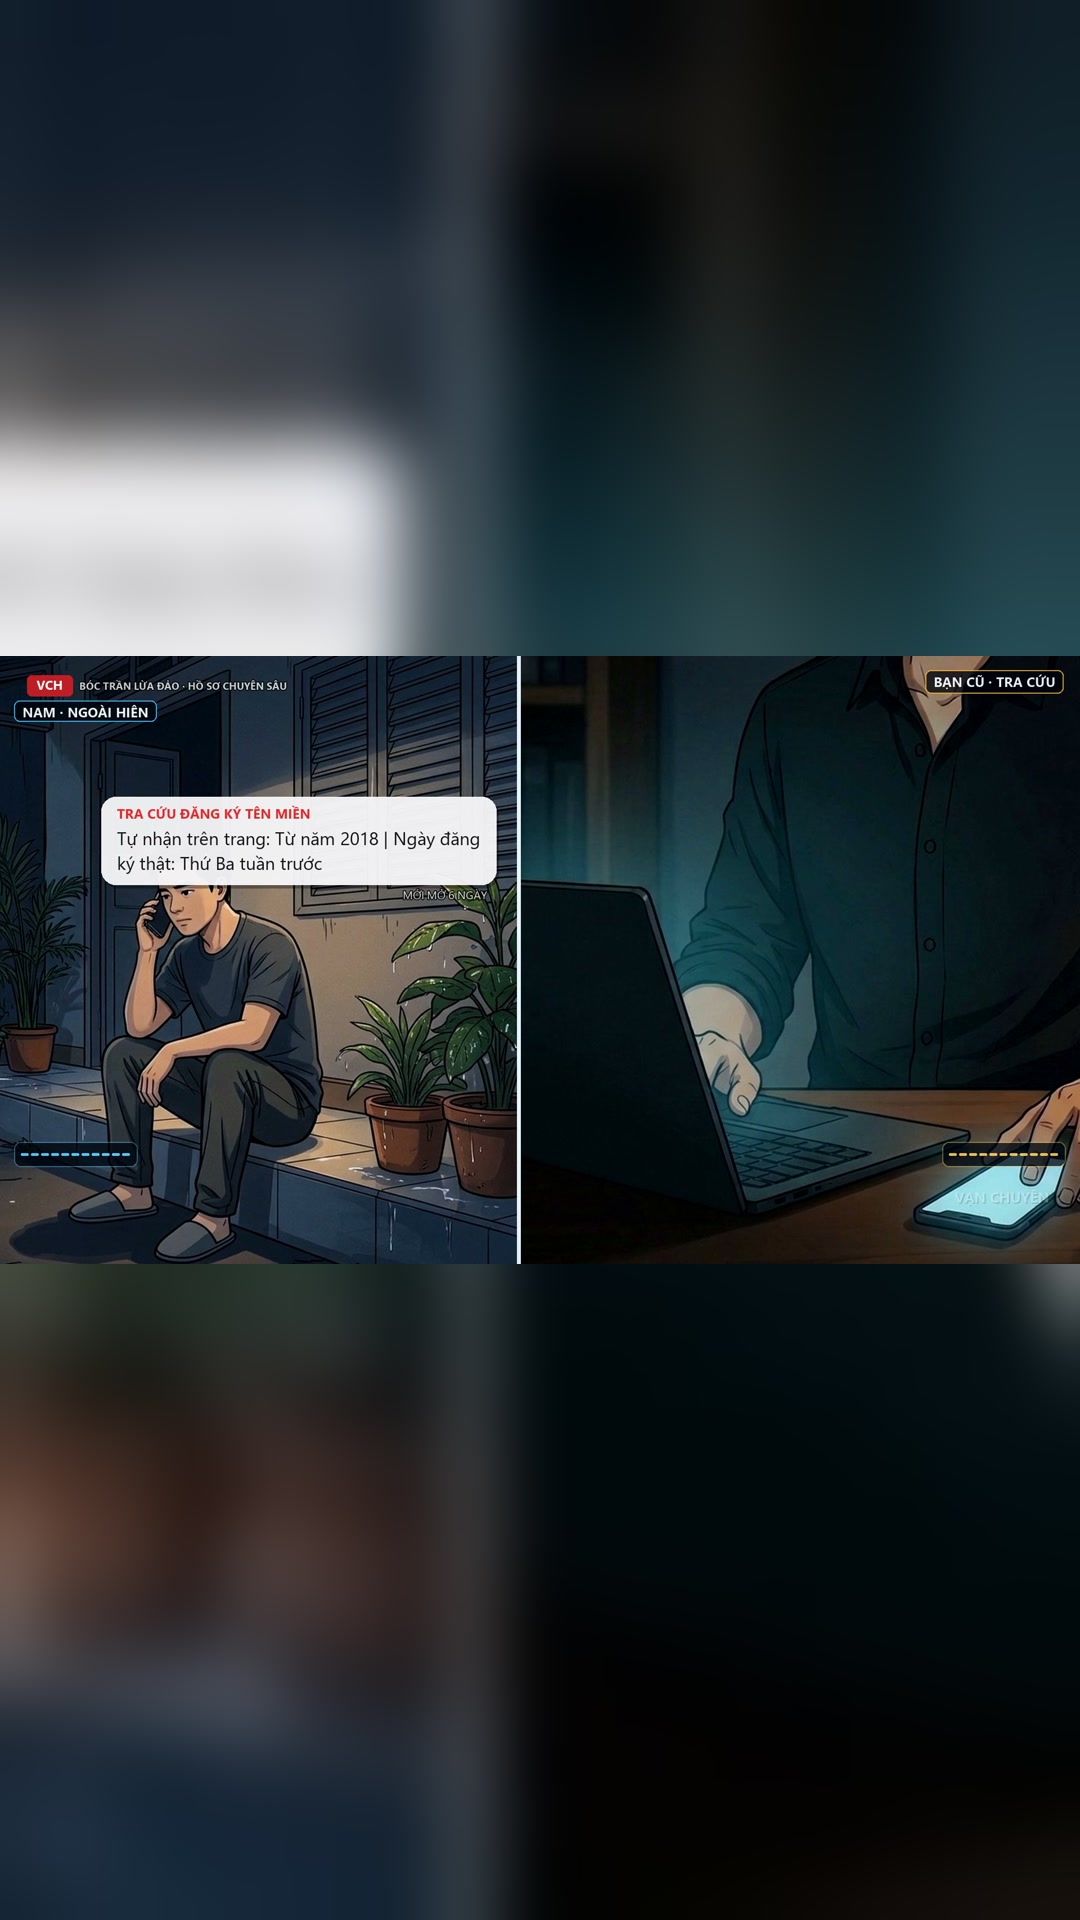 VCH BÓC TRẦN LỪA ĐẢO · HỒ SƠ CHUYÊN SÂU
NAM · NGOÀI HIÊN
BẠN CŨ · TRA CỨU
TRA CỨU ĐĂNG KÝ TÊN MIỀN
Tự nhận trên trang: Từ năm 2018 | Ngày đăng
ký thật: Thứ Ba tuần trước
MỚI MỞ 6 NGÀY
VẠN CHUYỆN